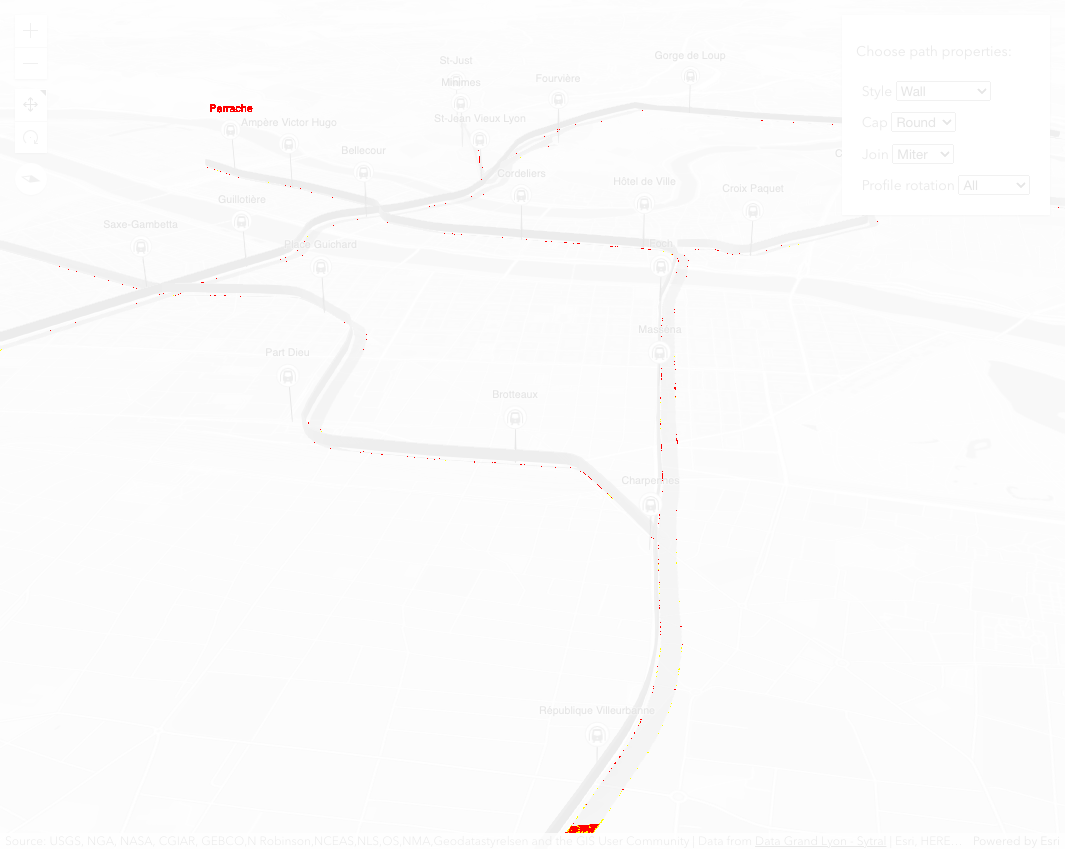 Choose path properties:
Style Wall
Cap Round
Join Miter
Profile rotation All
St-Just
Gorge de Loup
Minimes
Fourvière
Perrache
St-Jean Vieux Lyon
Ampère Victor Hugo
Bellecour
Cordeliers
Hôtel de Ville
Croix Paquet
Guillotière
Saxe-Gambetta
Place Guichard
Masséna
Part Dieu
Brotteaux
Charpennes
République Villeurbanne
Source: USGS, NGA, NASA, CGIAR, GEBCO,N Robinson,NCEAS,NLS,OS,NMA,Geodatastyrelsen and the GIS User Community | Data from Data Grand Lyon - Sytral | Esri, HERE... Powered by Esri